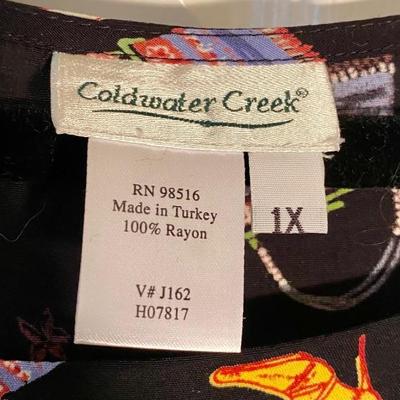 Coldwater Creek®
RN 98516
Made in Turkey
100% Rayon
1X
V# J162
H07817